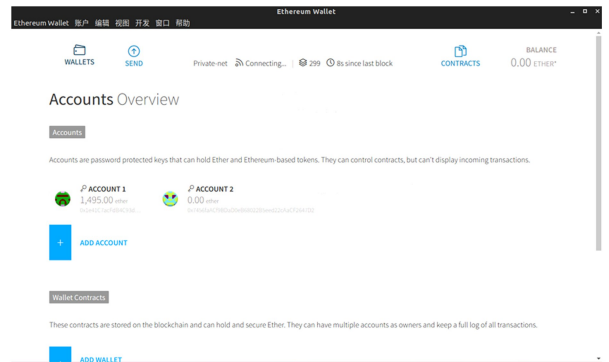 Ethereum Wallet
Ethereum Wallet 账户 编辑 视图 开发 窗口 帮助
WALLETS
SEND
Private-net Connecting... | 299 8s since last block
CONTRACTS
BALANCE
0.00 ETHER*
Accounts Overview
Accounts
Accounts are password protected keys that can hold Ether and Ethereum-based tokens. They can control contracts, but can't display incoming transactions.
ACCOUNT 1
1,495.00 ether
ACCOUNT 2
0.00 ether
+ ADD ACCOUNT
Wallet Contracts
These contracts are stored on the blockchain and can hold and secure Ether. They can have multiple accounts as owners and keep a full log of all transactions.
ADD WALLET